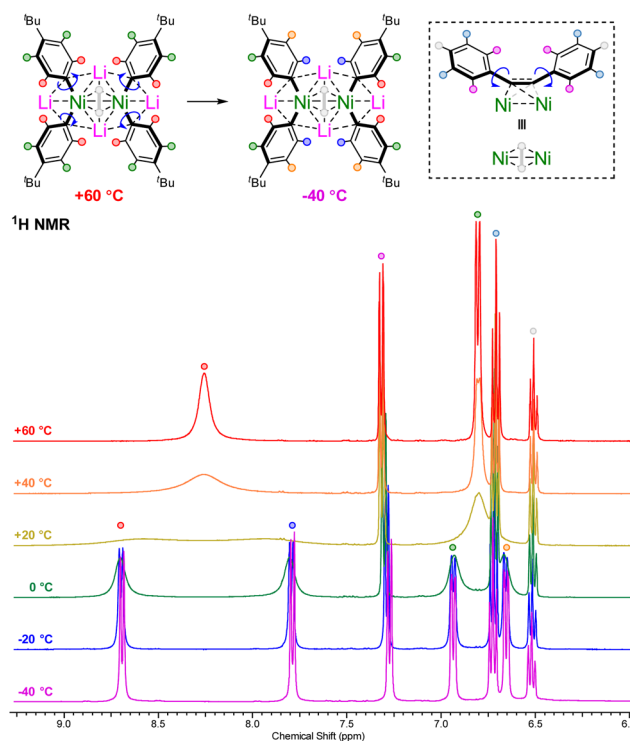 tBu tBu tBu tBu
Li Li
Li Ni Ni Li Li Ni Ni Li Ni Ni
III
Li Li
Ni Ni
tBu tBu tBu tBu
+60 °C -40 °C
1H NMR
+60 °C
+40 °C
+20 °C
0 °C
-20 °C
-40 °C
9.0 8.5 8.0 7.5 7.0 6.5 6.
Chemical Shift (ppm)